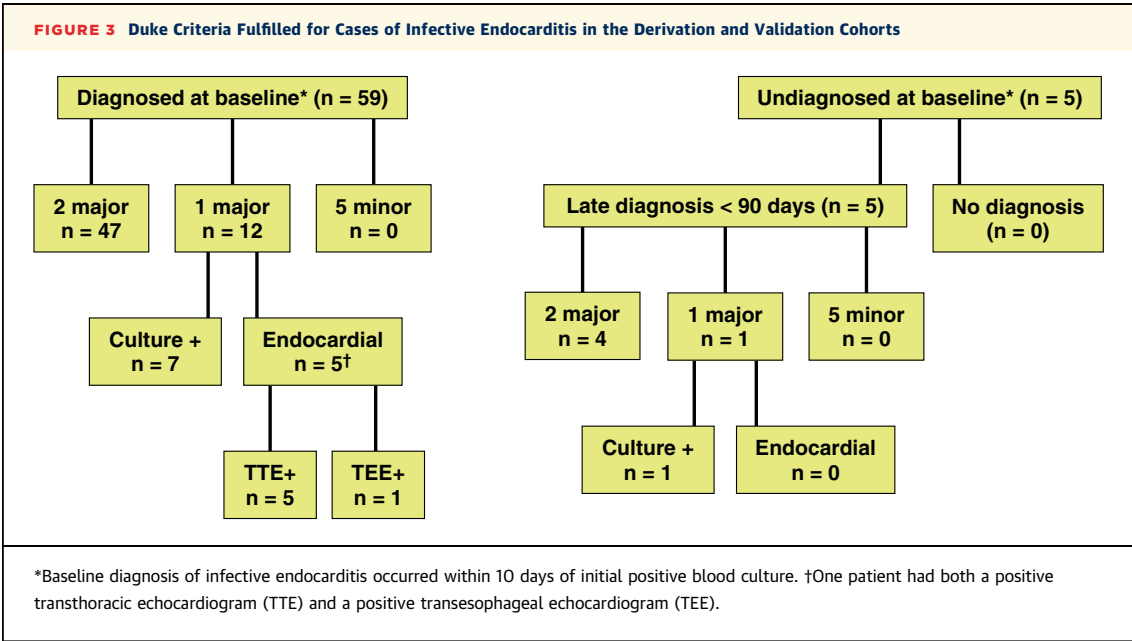 FIGURE 3 Duke Criteria Fulfilled for Cases of Infective Endocarditis in the Derivation and Validation Cohorts
Diagnosed at baseline* (n = 59)
2 major
n = 47
1 major
n = 12
5 minor
n = 0
Culture +
n = 7
Endocardial
n = 5†
TTE+
n = 5
TEE+
n = 1
Undiagnosed at baseline* (n = 5)
Late diagnosis < 90 days (n = 5)
No diagnosis
(n = 0)
2 major
n = 4
1 major
n = 1
5 minor
n = 0
Culture +
n = 1
Endocardial
n = 0
*Baseline diagnosis of infective endocarditis occurred within 10 days of initial positive blood culture. †One patient had both a positive
transthoracic echocardiogram (TTE) and a positive transesophageal echocardiogram (TEE).